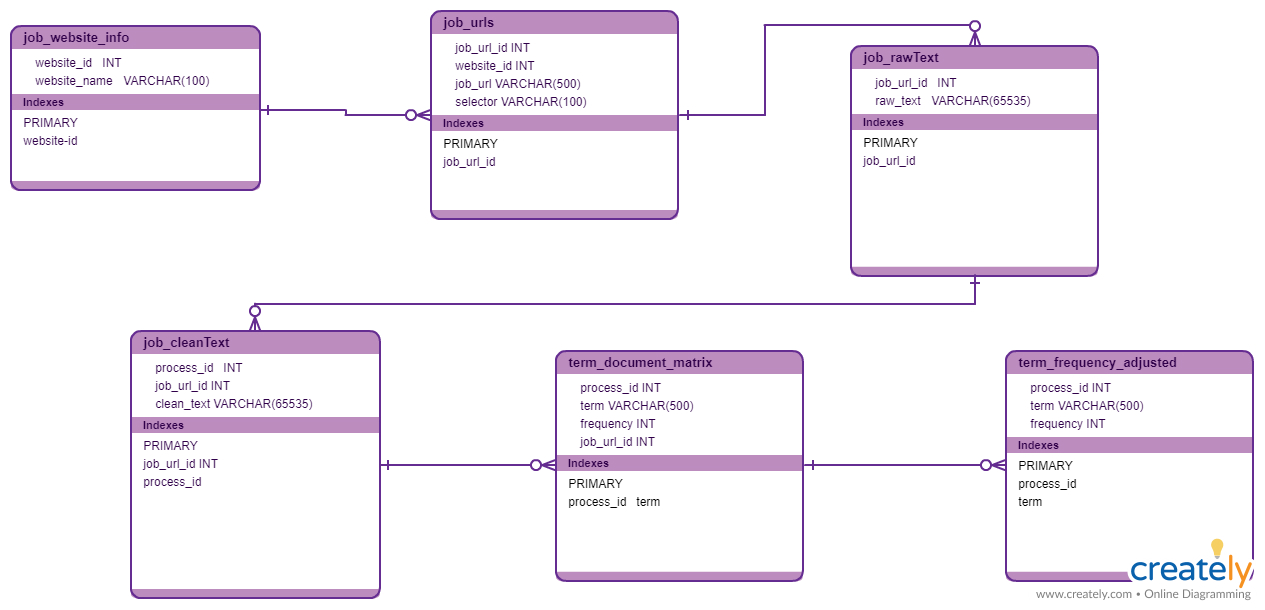 job_website_info
website_id INT
website_name VARCHAR(100)
Indexes
PRIMARY
website-id
job_urls
job_url_id INT
website_id INT
job_url VARCHAR(500)
selector VARCHAR(100)
Indexes
PRIMARY
job_url_id
job_rawText
job_url_id INT
raw_text VARCHAR(65535)
Indexes
PRIMARY
job_url_id
job_cleanText
process_id INT
job_url_id INT
clean_text VARCHAR(65535)
Indexes
PRIMARY
job_url_id INT
process_id
term_document_matrix
process_id INT
term VARCHAR(500)
frequency INT
job_url_id INT
Indexes
PRIMARY
process_id term
term_frequency_adjusted
process_id INT
term VARCHAR(500)
frequency INT
Indexes
PRIMARY
process_id
term
creately
www.creately.com • Online Diagramming